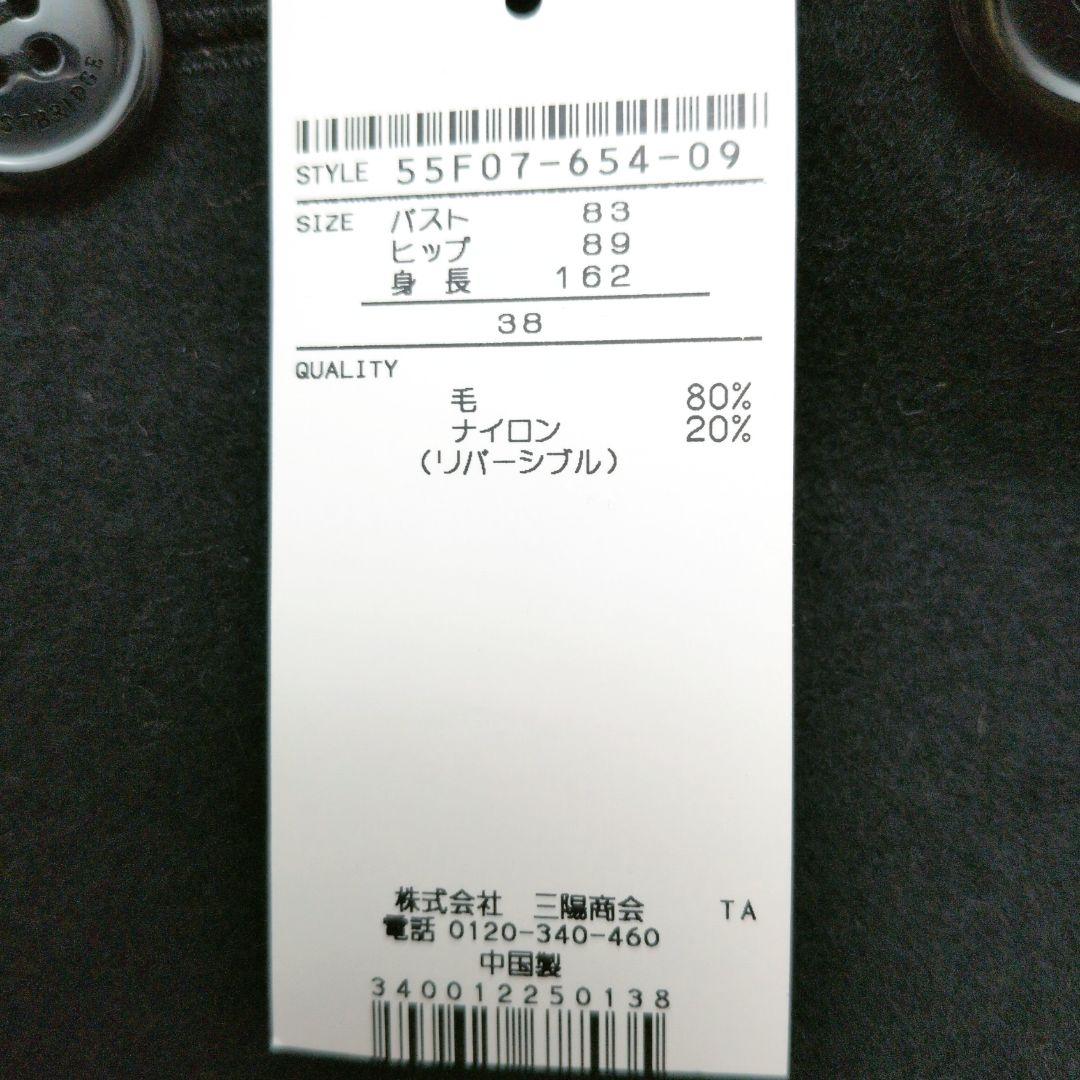 STYLE 55F07-654-09
SIZE バスト 83
ヒップ 89
身長 162
38
QUALITY
毛 80%
ナイロン 20%
(リバーシブル)
株式会社 三陽商会 TA
電話 0120-340-460
中国製
340012250138